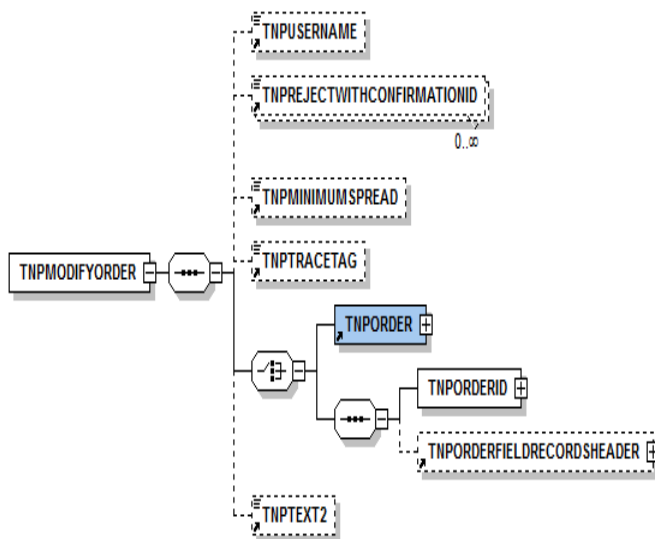 TNPUSERNAME
TNPREJECTWITHCONFIRMATIONID
0..∞
TNPMINIMUMSPREAD
TNPTRACETAG
TNPMODIFYORDER
TNPORDER
TNPORDERID
TNPORDERFIELDRECORDSHEADER
TNPTEXT2